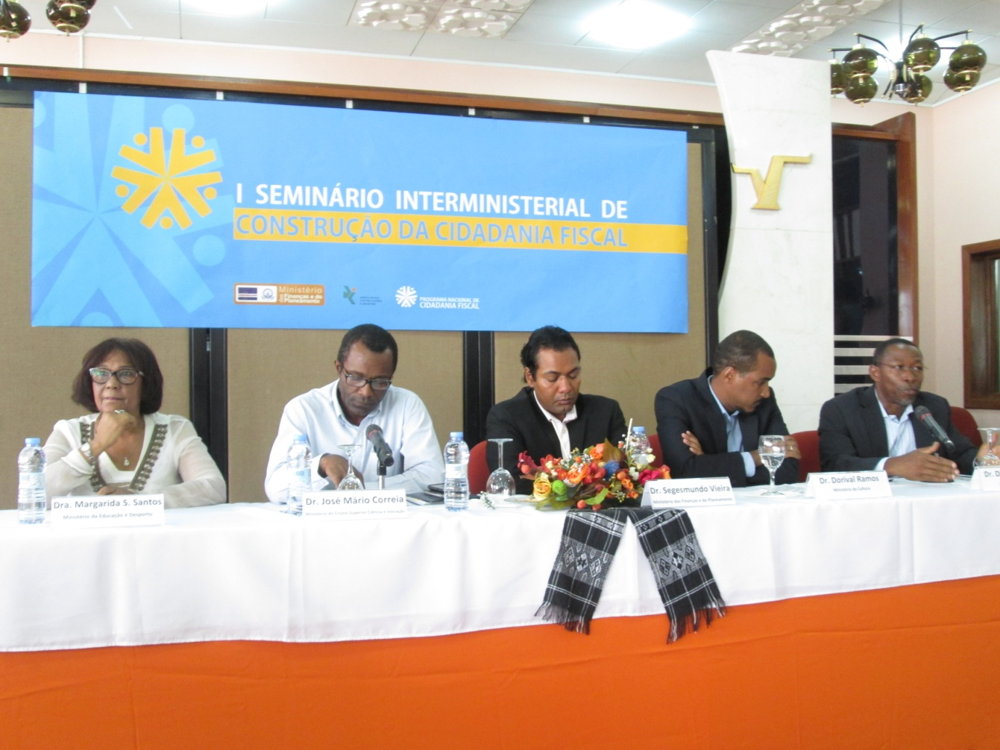 I SEMINÁRIO INTERMINISTERIAL DE
CONSTRUÇÃO DA CIDADANIA FISCAL
Ministério
das Finanças e do
Planeamento
PROGRAMA NACIONAL DE
CIDADANIA FISCAL
Dra. Margarida S. Santos
Ministério da Educação e Desporto
Dr. José Mário Correia
Ministério do Ensino Superior Ciência e Inovação
Dr. Segesmundo Vieira
Ministério das Finanças e do Planeamento
Dr. Dorival Ramos
Ministério da Cultura
Dr. D